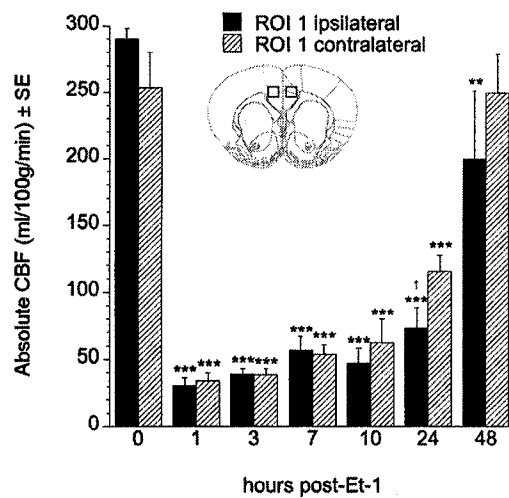 ROI 1 ipsilateral
ROI 1 contralateral
Absolute CBF (ml/100g/min) ± SE
300
250
200
150
100
50
0
*** *** *** *** *** *** *** *** ↑ *** *** **
0 1 3 7 10 24 48
hours post-Et-1